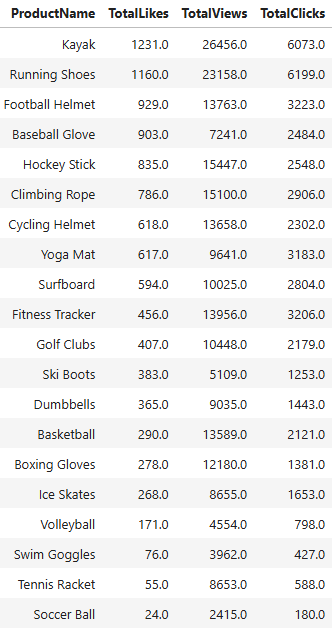 ProductName TotalLikes TotalViews TotalClicks
Kayak 1231.0 26456.0 6073.0
Running Shoes 1160.0 23158.0 6199.0
Football Helmet 929.0 13763.0 3223.0
Baseball Glove 903.0 7241.0 2484.0
Hockey Stick 835.0 15447.0 2548.0
Climbing Rope 786.0 15100.0 2906.0
Cycling Helmet 618.0 13658.0 2302.0
Yoga Mat 617.0 9641.0 3183.0
Surfboard 594.0 10025.0 2804.0
Fitness Tracker 456.0 13956.0 3206.0
Golf Clubs 407.0 10448.0 2179.0
Ski Boots 383.0 5109.0 1253.0
Dumbbells 365.0 9035.0 1443.0
Basketball 290.0 13589.0 2121.0
Boxing Gloves 278.0 12180.0 1381.0
Ice Skates 268.0 8655.0 1653.0
Volleyball 171.0 4554.0 798.0
Swim Goggles 76.0 3962.0 427.0
Tennis Racket 55.0 8653.0 588.0
Soccer Ball 24.0 2415.0 180.0